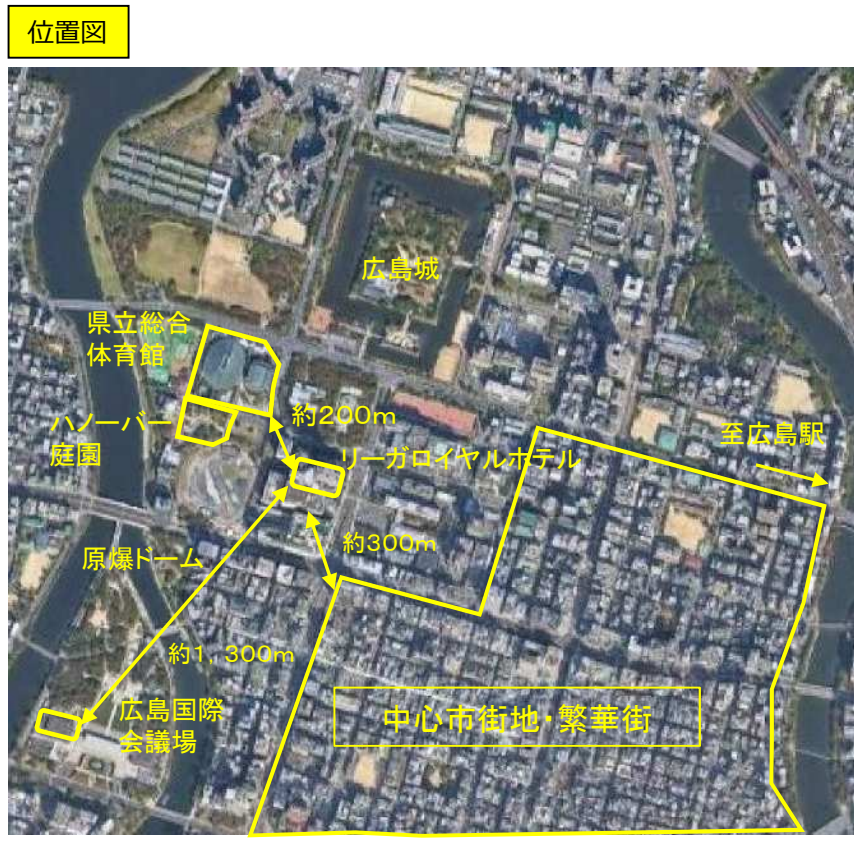 位置図
広島城
県立総合
体育館
ハノーバー
庭園
約200m
リーガロイヤルホテル
至広島駅
約300m
原爆ドーム
約1,300m
広島国際
会議場
中心市街地・繁華街